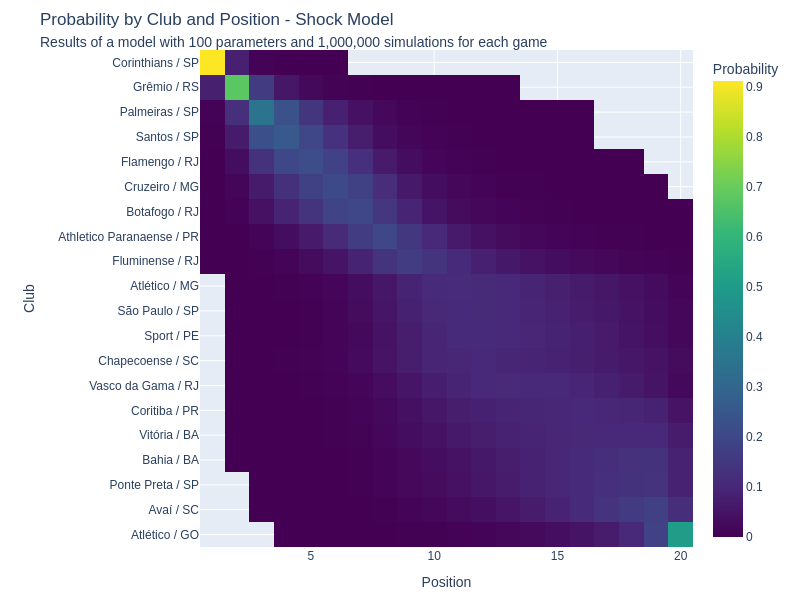 Probability by Club and Position - Shock Model
Results of a model with 100 parameters and 1,000,000 simulations for each game
Probability
Club
Corinthians / SP
Grêmio / RS
Palmeiras / SP
Santos / SP
Flamengo / RJ
Cruzeiro / MG
Botafogo / RJ
Athletico Paranaense / PR
Fluminense / RJ
Atlético / MG
São Paulo / SP
Sport / PE
Chapecoense / SC
Vasco da Gama / RJ
Coritiba / PR
Vitória / BA
Bahia / BA
Ponte Preta / SP
Avaí / SC
Atlético / GO
5 10 15 20
Position
0.9
0.8
0.7
0.6
0.5
0.4
0.3
0.2
0.1
0